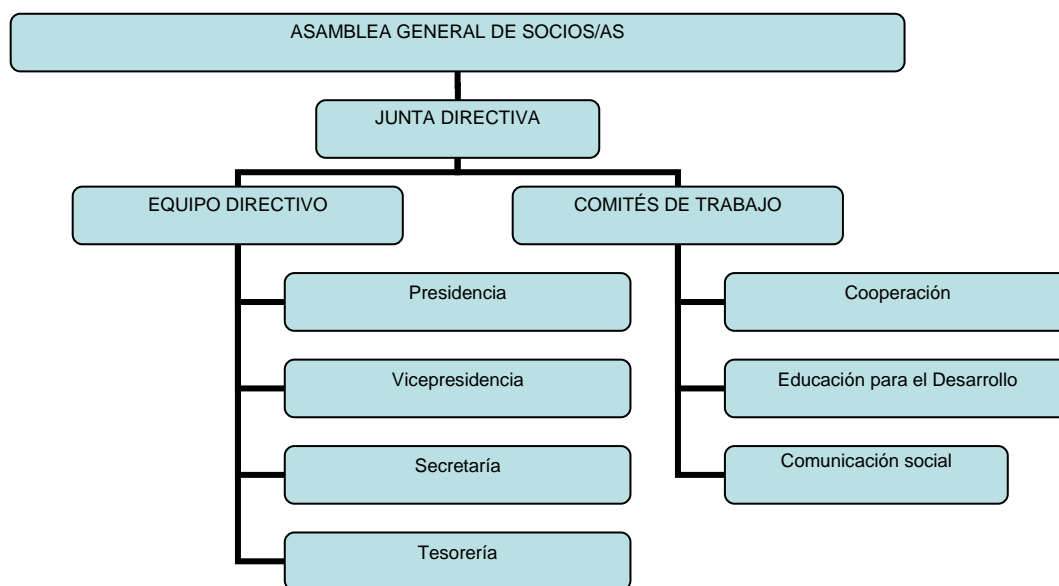 ASAMBLEA GENERAL DE SOCIOS/AS
JUNTA DIRECTIVA
EQUIPO DIRECTIVO
Presidencia
Vicepresidencia
Secretaría
Tesorería
COMITÉS DE TRABAJO
Cooperación
Educación para el Desarrollo
Comunicación social